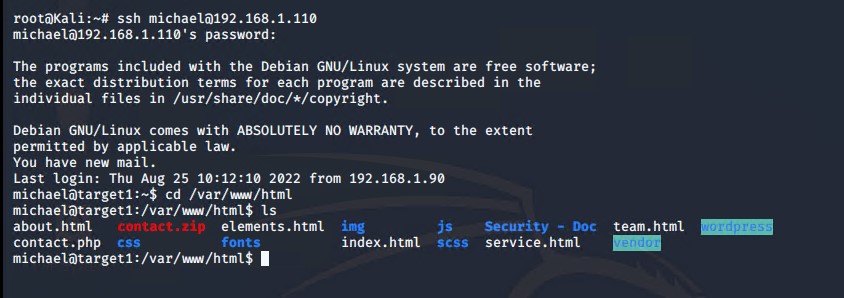 root@Kali:~# ssh michael@192.168.1.110
michael@192.168.1.110's password:
The programs included with the Debian GNU/Linux system are free software;
the exact distribution terms for each program are described in the
individual files in /usr/share/doc/*/copyright.
Debian GNU/Linux comes with ABSOLUTELY NO WARRANTY, to the extent
permitted by applicable law.
You have new mail.
Last login: Thu Aug 25 10:12:10 2022 from 192.168.1.90
michael@target1:~$ cd /var/www/html
michael@target1:/var/www/html$ ls
about.html contact.zip elements.html img js Security - Doc team.html wordpress
contact.php css fonts index.html scss service.html vendor
michael@target1:/var/www/html$